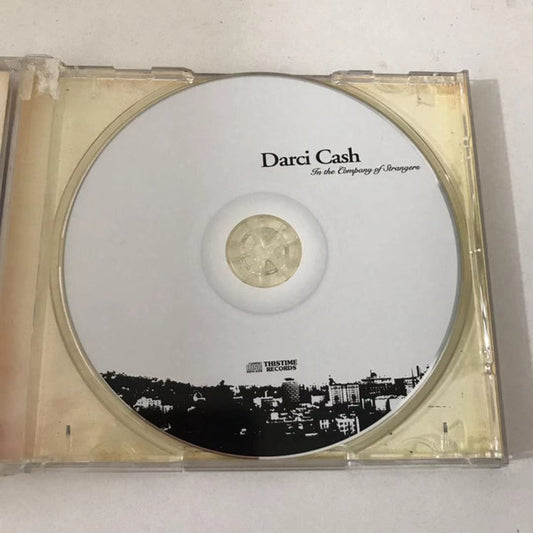 Darci Cash
In the Company of Strangers
THISTIME
RECORDS